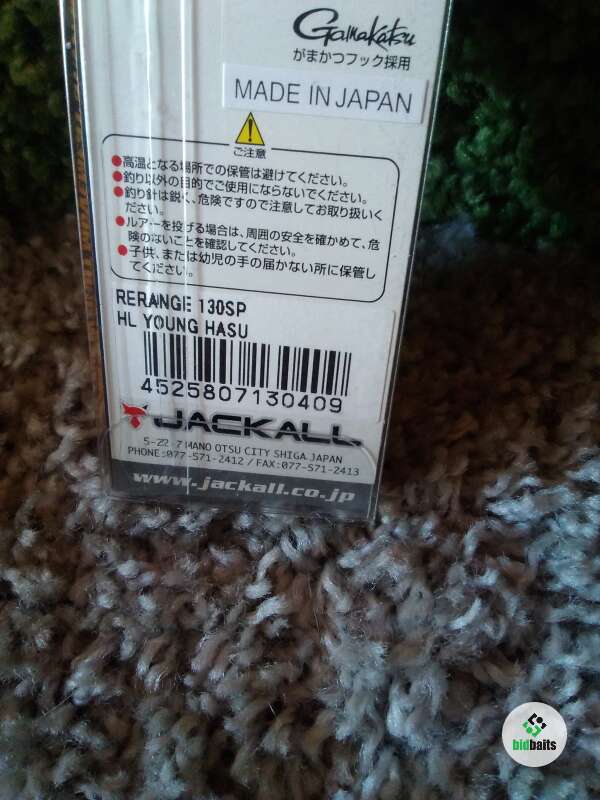 Gamakatsu
がまかつフック採用
MADE IN JAPAN
ご注意
●高温となる場所での保管は避けてください。
●釣り以外の目的でご使用にならないでください。
●釣り針は鋭く、危険ですので注意してお取り扱いく
ださい。
●ルアーを投げる場合は、周囲の安全を確かめて、危
険のないことを確認してください。
●子供、または幼児の手の届かない所に保管し
てください。
RERANGE 130SP
HL YOUNG HASU
4525807130409
JACKALL
5-22-7 MANO OTSU CITY SHIGA JAPAN
PHONE:077-571-2412 / FAX:077-571-2413
www.jackall.co.jp
bidbaits